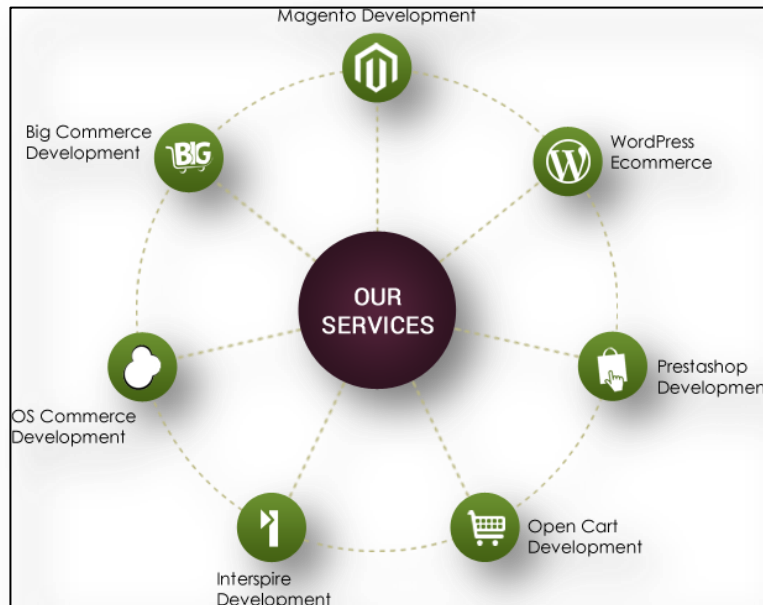 Magento Development
Big Commerce
Development
BIG
WordPress
Ecommerce
OUR
SERVICES
Prestashop
Development
OS Commerce
Development
Open Cart
Development
Interspire
Development